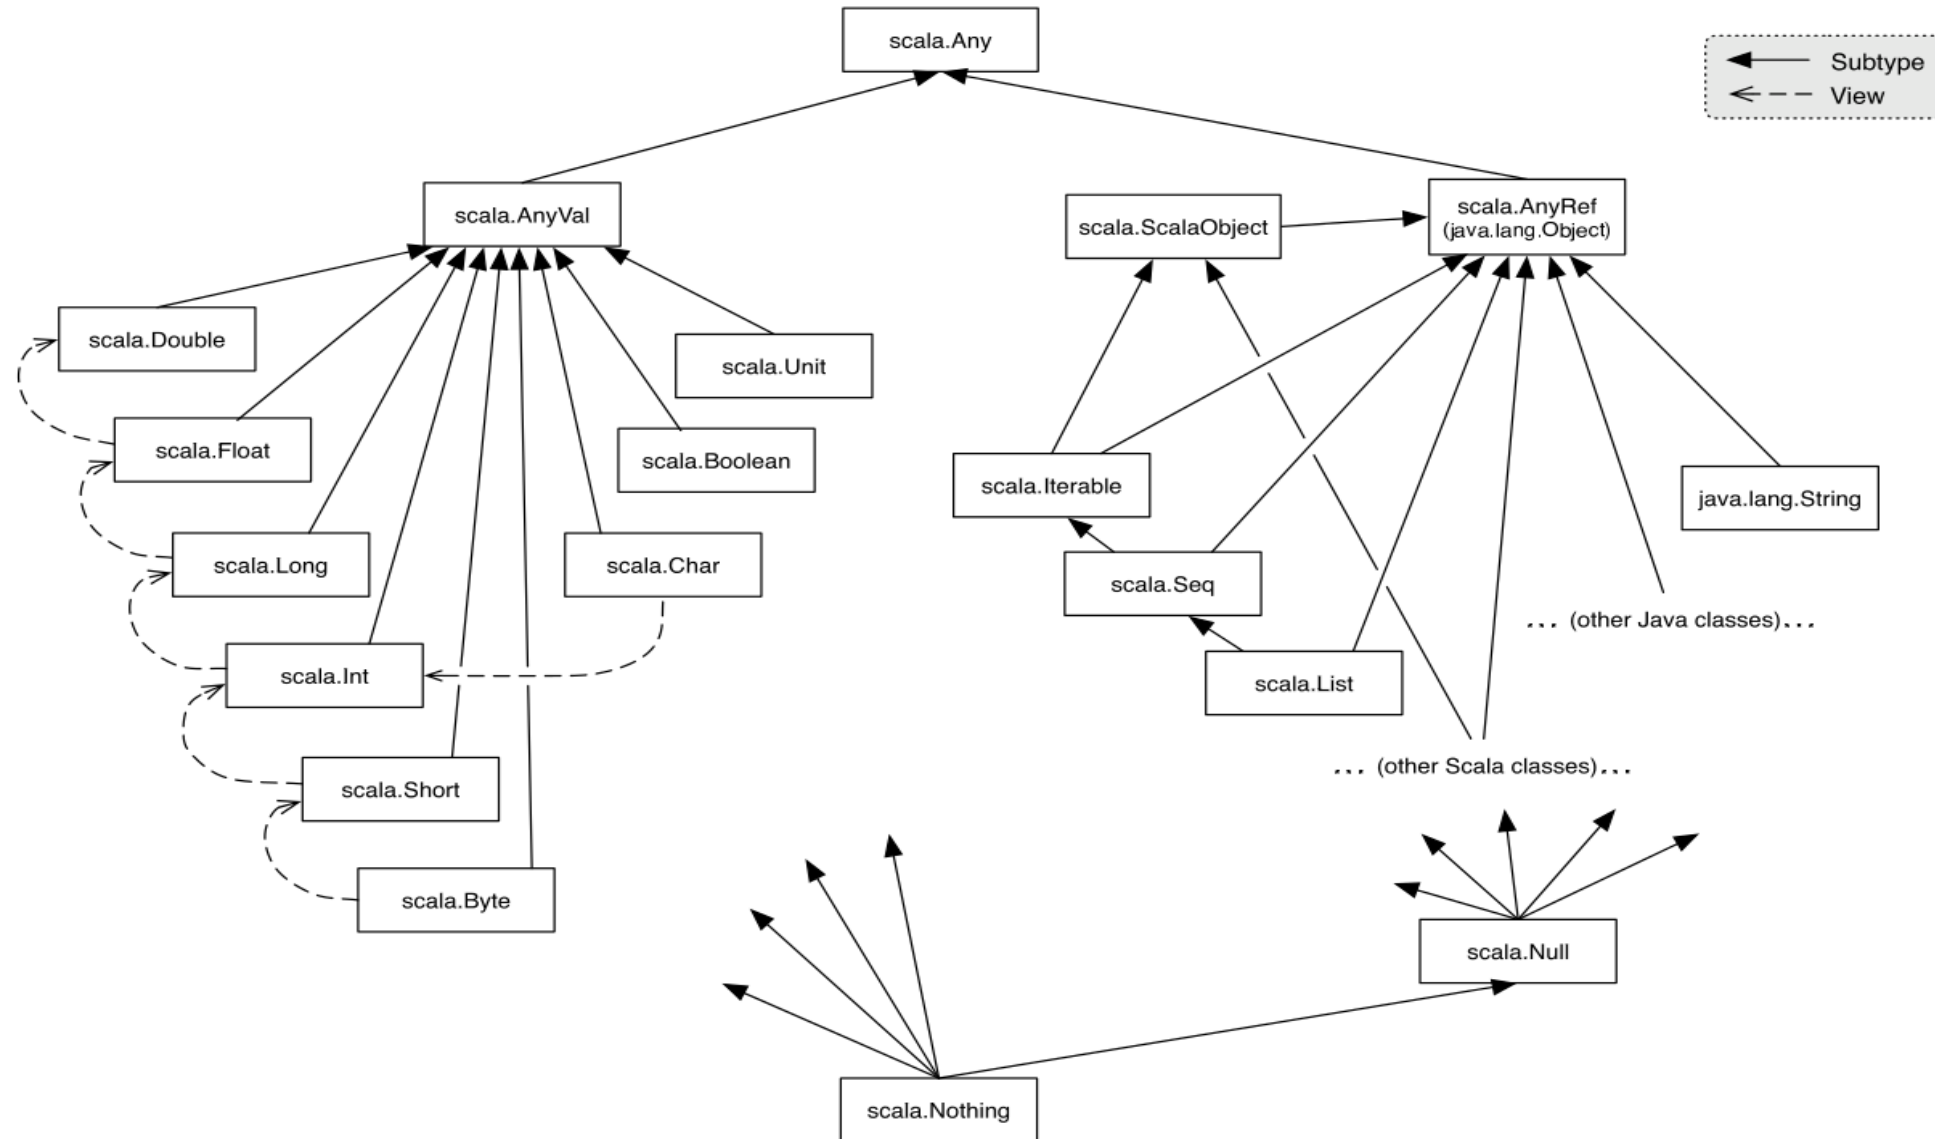 scala.Any
Subtype
View
scala.AnyVal
scala.ScalaObject
scala.AnyRef
(java.lang.Object)
scala.Double
scala.Unit
scala.Float
scala.Boolean
scala.Iterable
java.lang.String
scala.Long
scala.Char
scala.Seq
... (other Java classes)...
scala.Int
scala.List
... (other Scala classes)...
scala.Short
scala.Byte
scala.Null
scala.Nothing